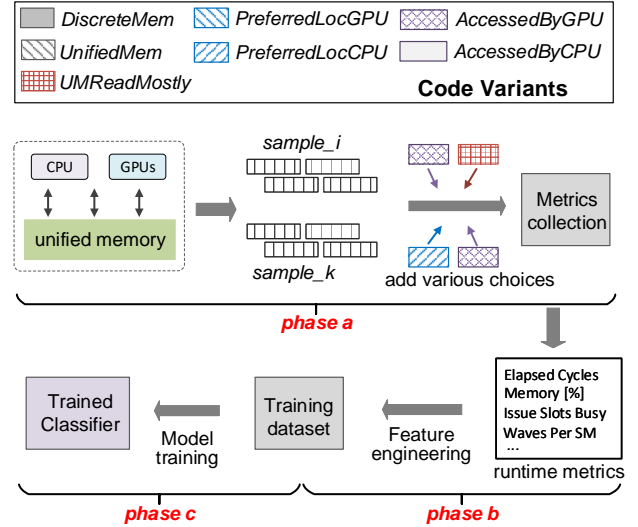 DiscreteMem PreferredLocGPU AccessedByGPU
UnifiedMem PreferredLocCPU AccessedByCPU
UMReadMostly
Code Variants
CPU GPUs
unified memory
sample_i
sample_k
add various choices
Metrics
collection
phase a
Elapsed Cycles
Memory [%]
Issue Slots Busy
Waves Per SM
...
runtime metrics
Feature
engineering
Training
dataset
Model
training
Trained
Classifier
phase c
phase b